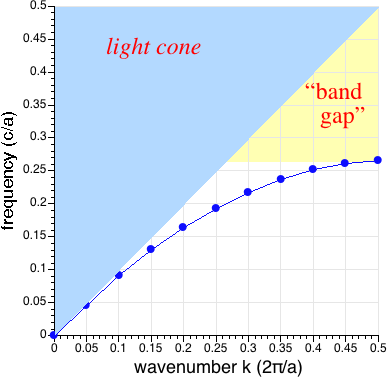 0.5
0.45
0.4
0.35
0.3
0.25
0.2
0.15
0.1
0.05
0
frequency (c/a)
light cone
“band
gap”
0 0.05 0.1 0.15 0.2 0.25 0.3 0.35 0.4 0.45 0.5
wavenumber k (2π/a)